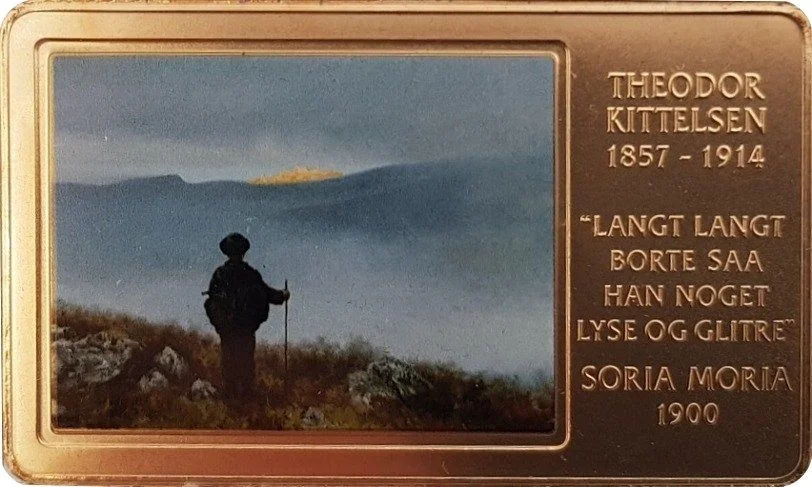 THEODOR
KITTELSEN
1857 - 1914
“LANGT LANGT
BORTE SAA
HAN NOGET
LYSE OG GLITRE”
SORIA MORIA
1900